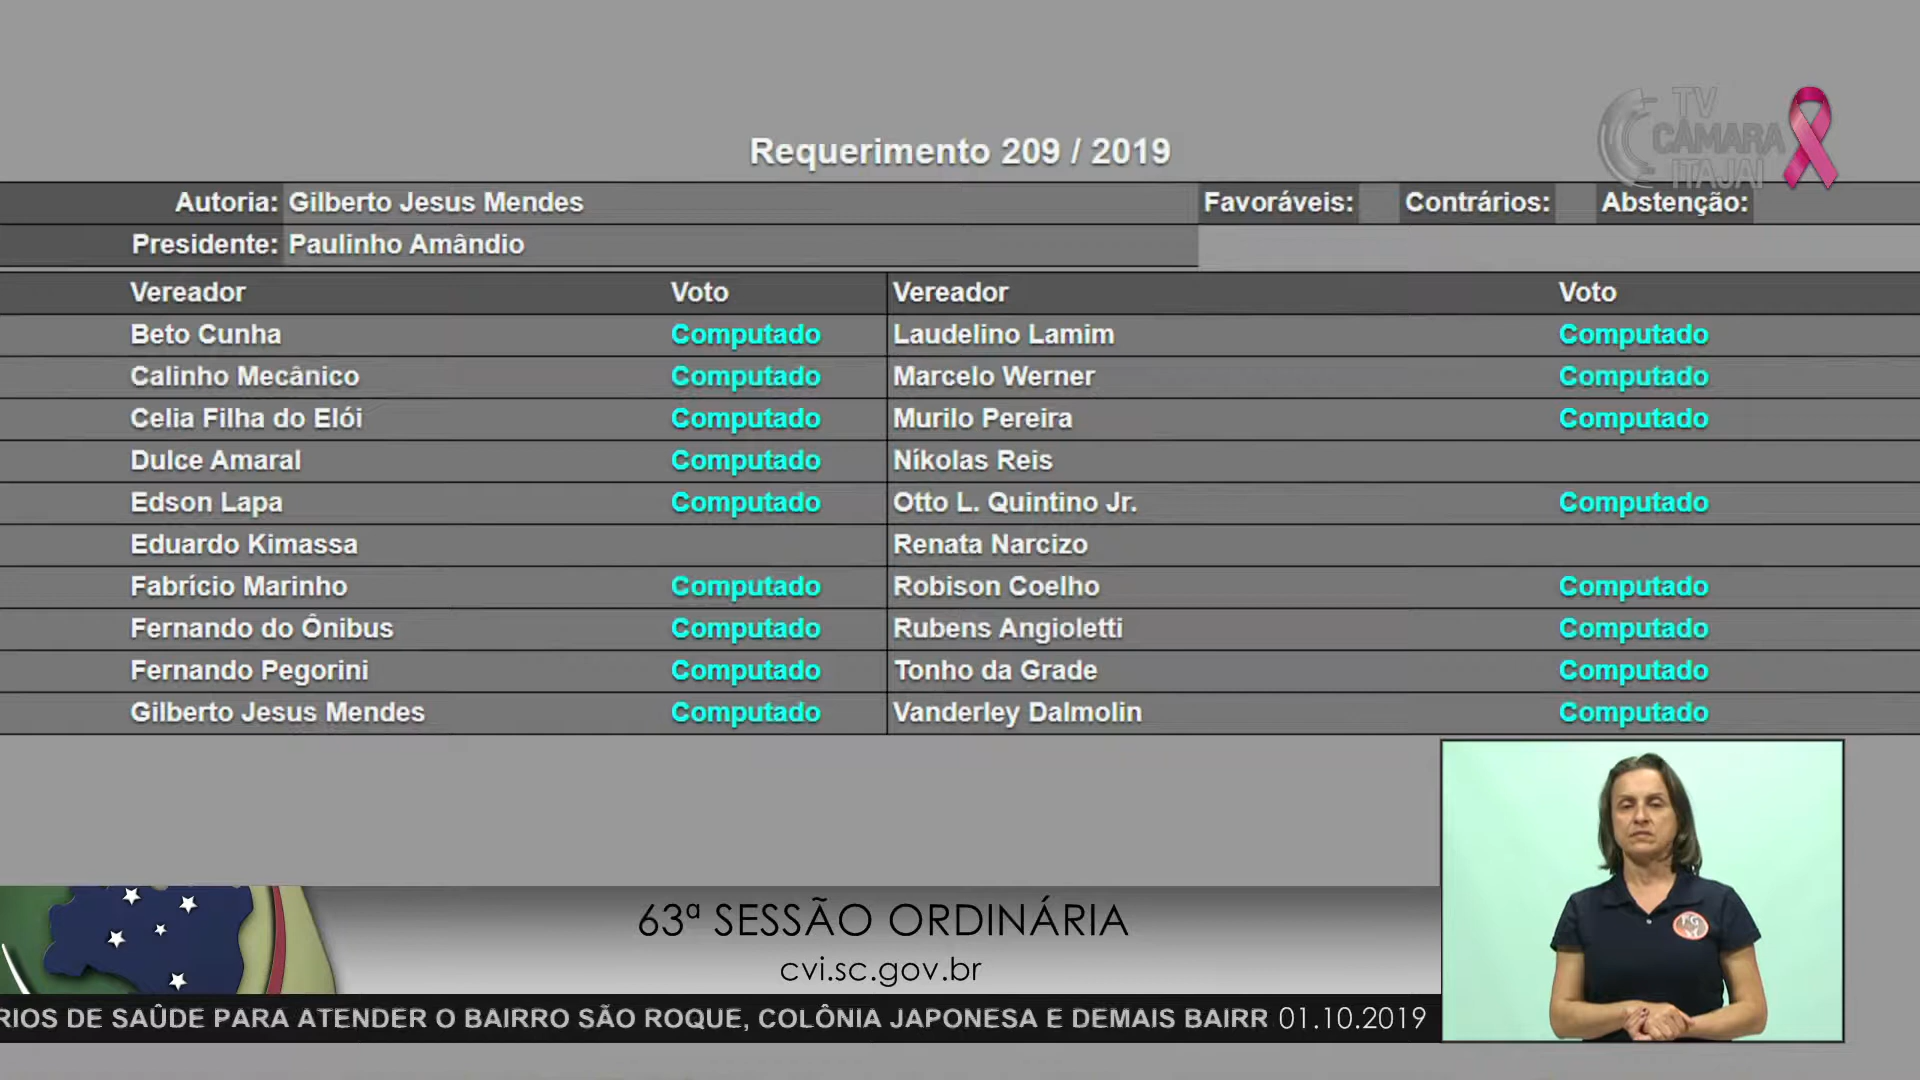 TV
CÂMARA
ITAJAÍ
Requerimento 209 / 2019
Autoria: Gilberto Jesus Mendes Favoráveis: Contrários: Abstenção:
Presidente: Paulinho Amândio
Vereador Voto Vereador Voto
Beto Cunha Computado Laudelino Lamim Computado
Calinho Mecânico Computado Marcelo Werner Computado
Celia Filha do Elói Computado Murilo Pereira Computado
Dulce Amaral Computado Níkolas Reis
Edson Lapa Computado Otto L. Quintino Jr. Computado
Eduardo Kimassa Renata Narcizo
Fabrício Marinho Computado Robison Coelho Computado
Fernando do Ônibus Computado Rubens Angioletti Computado
Fernando Pegorini Computado Tonho da Grade Computado
Gilberto Jesus Mendes Computado Vanderley Dalmolin Computado
63ª SESSÃO ORDINÁRIA
cvi.sc.gov.br
RIOS DE SAÚDE PARA ATENDER O BAIRRO SÃO ROQUE, COLÔNIA JAPONESA E DEMAIS BAIRR 01.10.2019